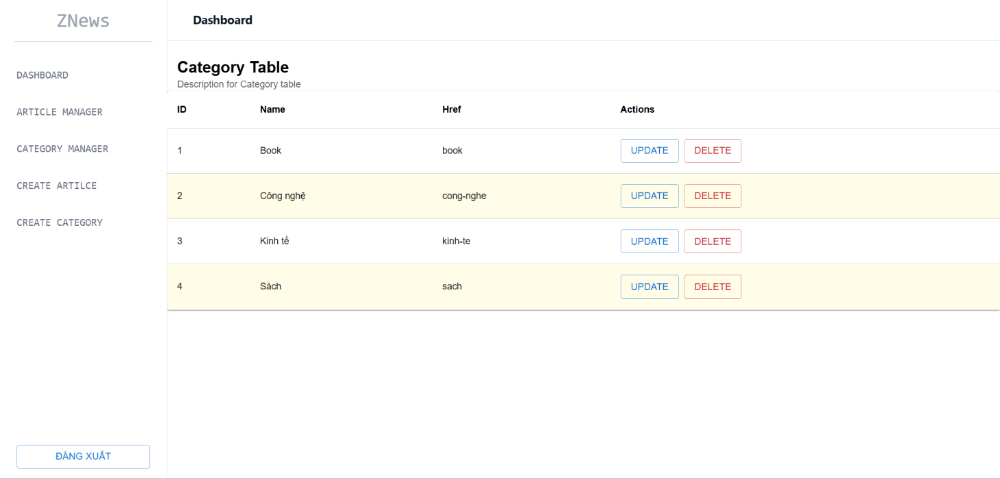 ZNews
DASHBOARD
ARTICLE MANAGER
CATEGORY MANAGER
CREATE ARTILCE
CREATE CATEGORY
ĐĂNG XUẤT
Dashboard
Category Table
Description for Category table
ID Name Href Actions
1 Book book UPDATE DELETE
2 Công nghệ cong-nghe UPDATE DELETE
3 Kinh tế kinh-te UPDATE DELETE
4 Sách sach UPDATE DELETE